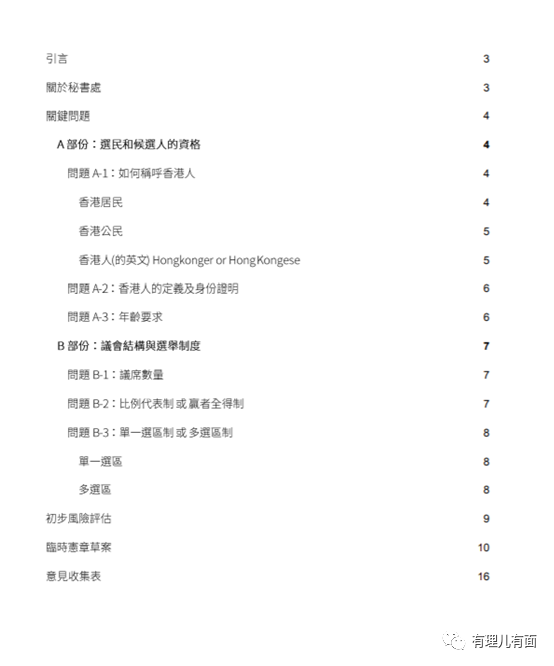 引言 3
關於秘書處 3
關鍵問題 4
A 部份：選民和候選人的資格 4
問題 A-1：如何稱呼香港人 4
香港居民 4
香港公民 5
香港人(的英文) Hongkonger or HongKongese 5
問題 A-2：香港人的定義及身份證明 6
問題 A-3：年齡要求 6
B 部份：議會結構與選舉制度 7
問題 B-1：議席數量 7
問題 B-2：比例代表制 或 贏者全得制 7
問題 B-3：單一選區制 或 多選區制 8
單一選區 8
多選區 8
初步風險評估 9
臨時憲章草案 10
意見收集表 16
有理儿有面